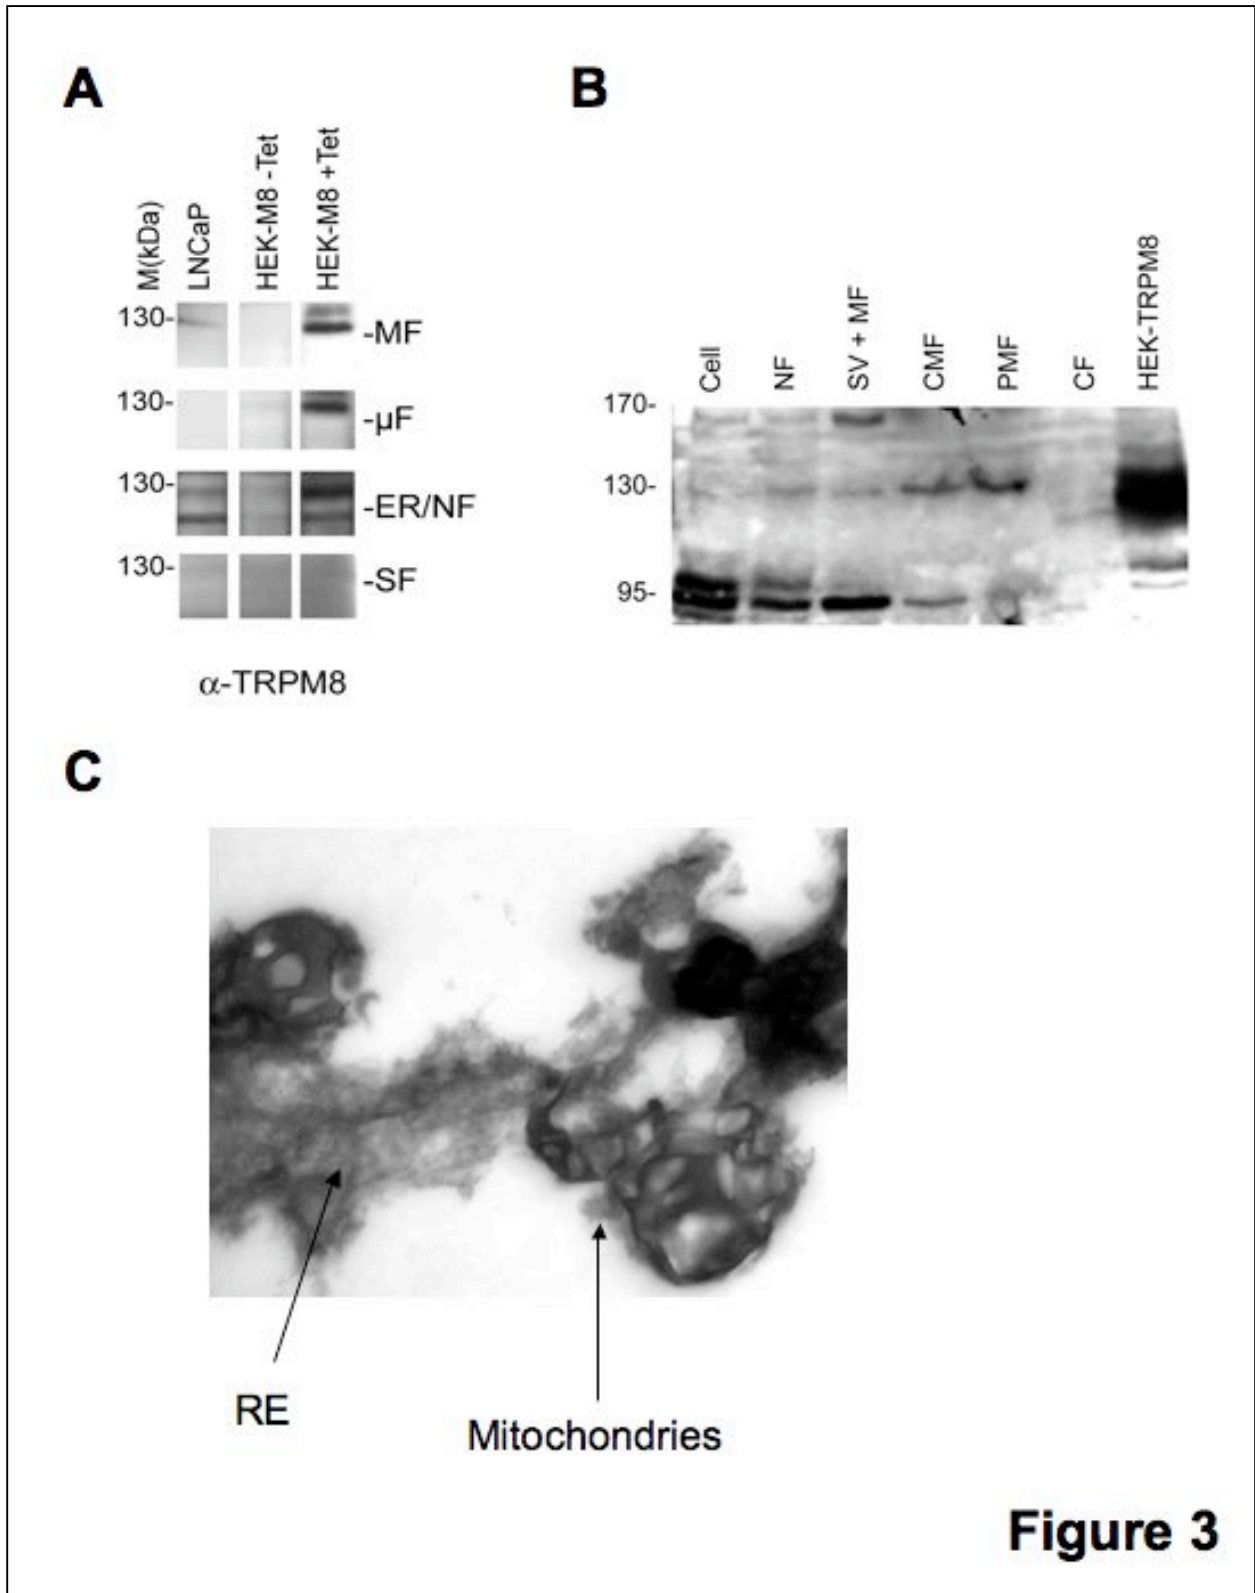 A
B
M(kDa)
LNCaP
HEK-M8 -Tet
HEK-M8 +Tet
130-
-MF
130-
-µF
130-
-ER/NF
130-
-SF
α-TRPM8
Cell
NF
SV + MF
CMF
PMF
CF
HEK-TRPM8
170-
130-
95-
C
RE
Mitochondries
Figure 3